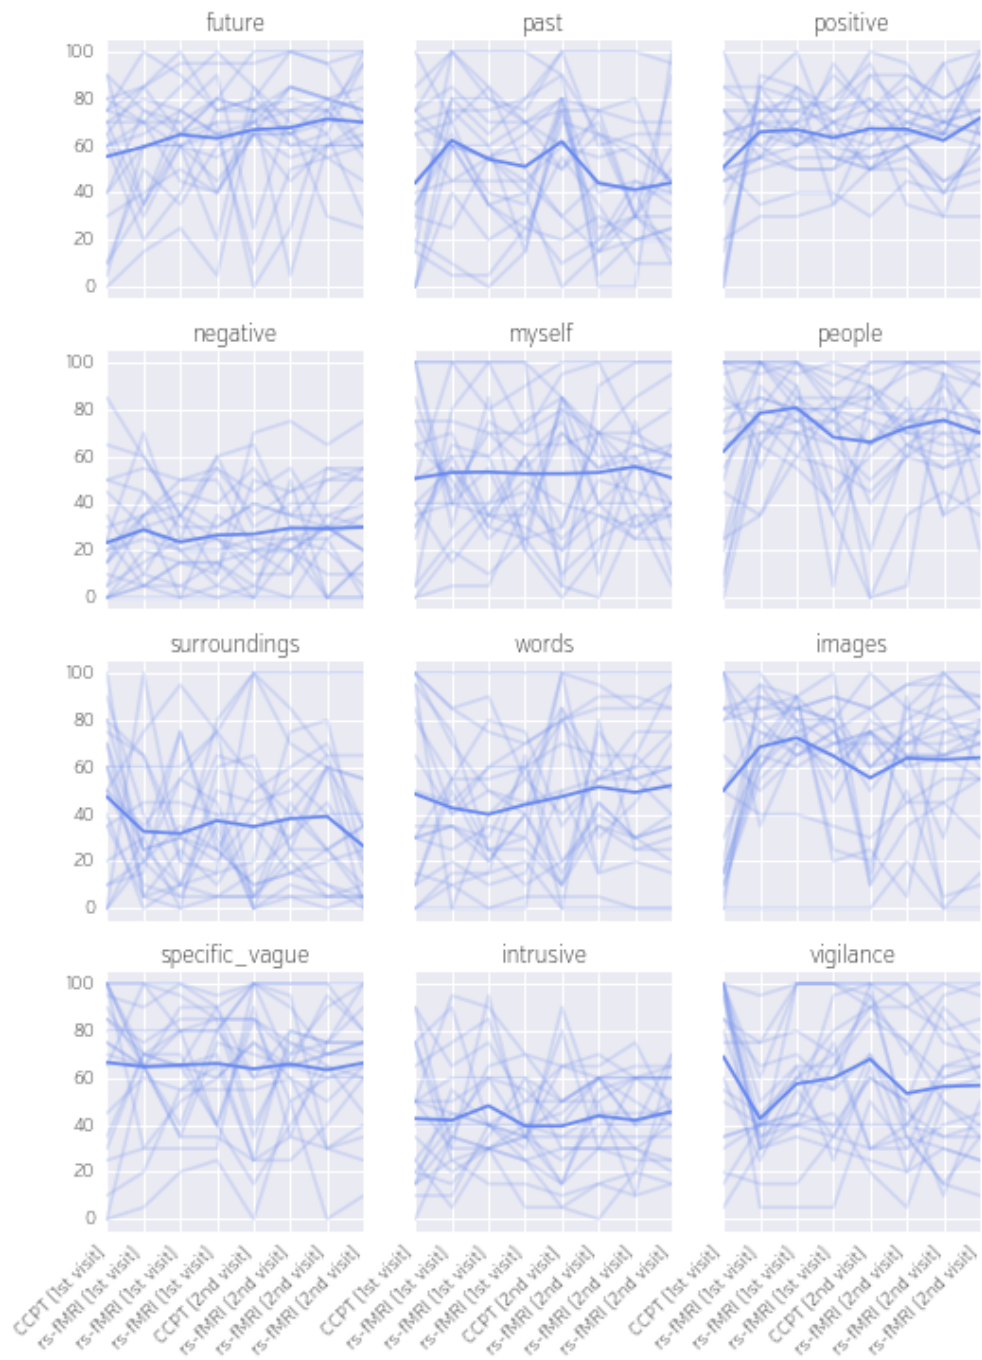 future past positive
100
80
60
40
20
0
negative myself people
100
80
60
40
20
0
surroundings words images
100
80
60
40
20
0
specific_vague intrusive vigilance
100
80
60
40
20
0
CCPT [1st visit]
rs-fMRI [1st visit]
rs-fMRI [1st visit]
rs-fMRI [1st visit]
CCPT [2nd visit]
rs-fMRI [2nd visit]
rs-fMRI [2nd visit]
rs-fMRI [2nd visit]
CCPT [1st visit]
rs-fMRI [1st visit]
rs-fMRI [1st visit]
rs-fMRI [1st visit]
CCPT [2nd visit]
rs-fMRI [2nd visit]
rs-fMRI [2nd visit]
rs-fMRI [2nd visit]
CCPT [1st visit]
rs-fMRI [1st visit]
rs-fMRI [1st visit]
rs-fMRI [1st visit]
CCPT [2nd visit]
rs-fMRI [2nd visit]
rs-fMRI [2nd visit]
rs-fMRI [2nd visit]